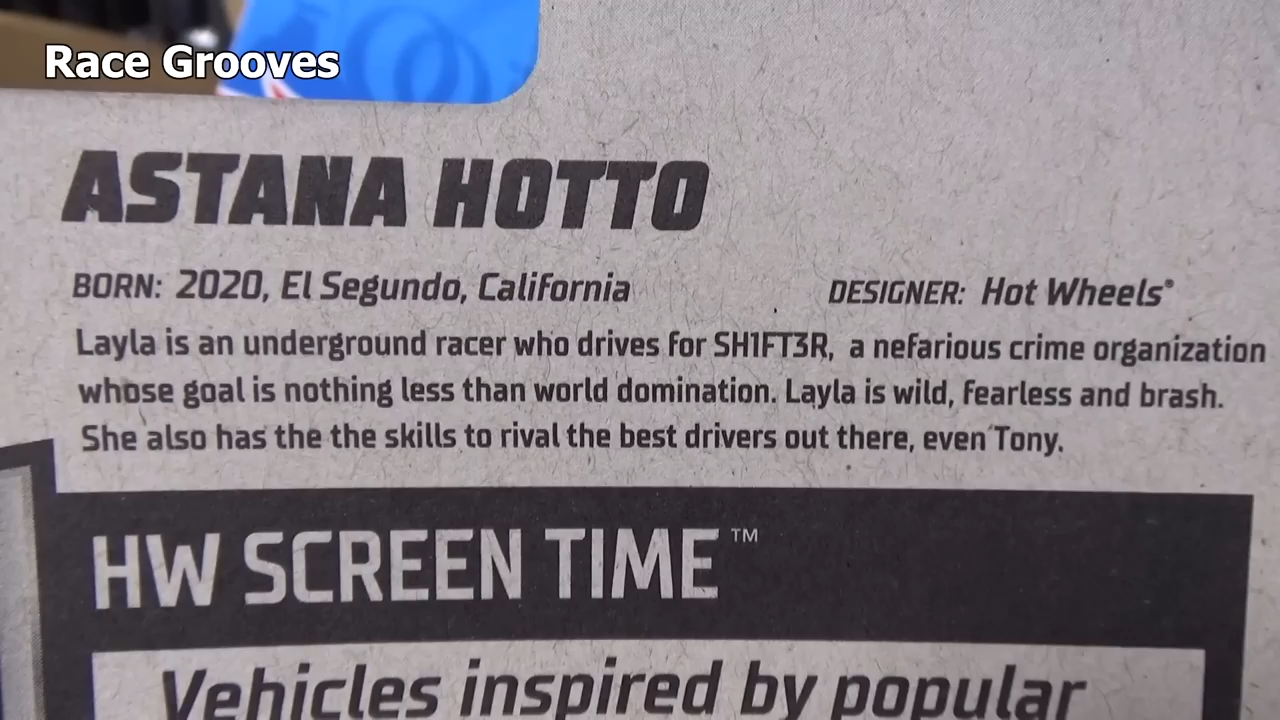 Race Grooves
ASTANA HOTTO
BORN: 2020, El Segundo, California DESIGNER: Hot Wheels®
Layla is an underground racer who drives for SH1FT3R, a nefarious crime organization
whose goal is nothing less than world domination. Layla is wild, fearless and brash.
She also has the the skills to rival the best drivers out there, even Tony.
HW SCREEN TIME™
Vehicles inspired by popular